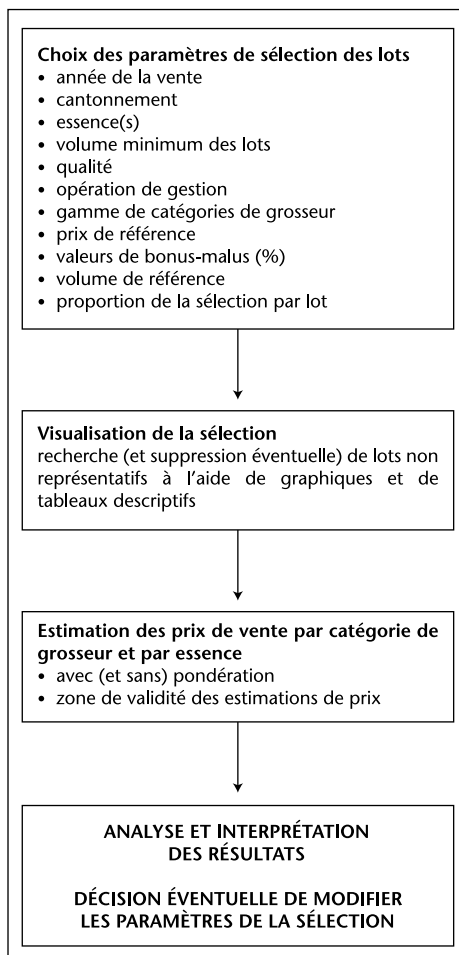 Choix des paramètres de sélection des lots
• année de la vente
• cantonnement
• essence(s)
• volume minimum des lots
• qualité
• opération de gestion
• gamme de catégories de grosseur
• prix de référence
• valeurs de bonus-malus (%)
• volume de référence
• proportion de la sélection par lot
Visualisation de la sélection
recherche (et suppression éventuelle) de lots non
représentatifs à l'aide de graphiques et de
tableaux descriptifs
Estimation des prix de vente par catégorie de
grosseur et par essence
• avec (et sans) pondération
• zone de validité des estimations de prix
ANALYSE ET INTERPRÉTATION
DES RÉSULTATS
DÉCISION ÉVENTUELLE DE MODIFIER
LES PARAMÈTRES DE LA SÉLECTION